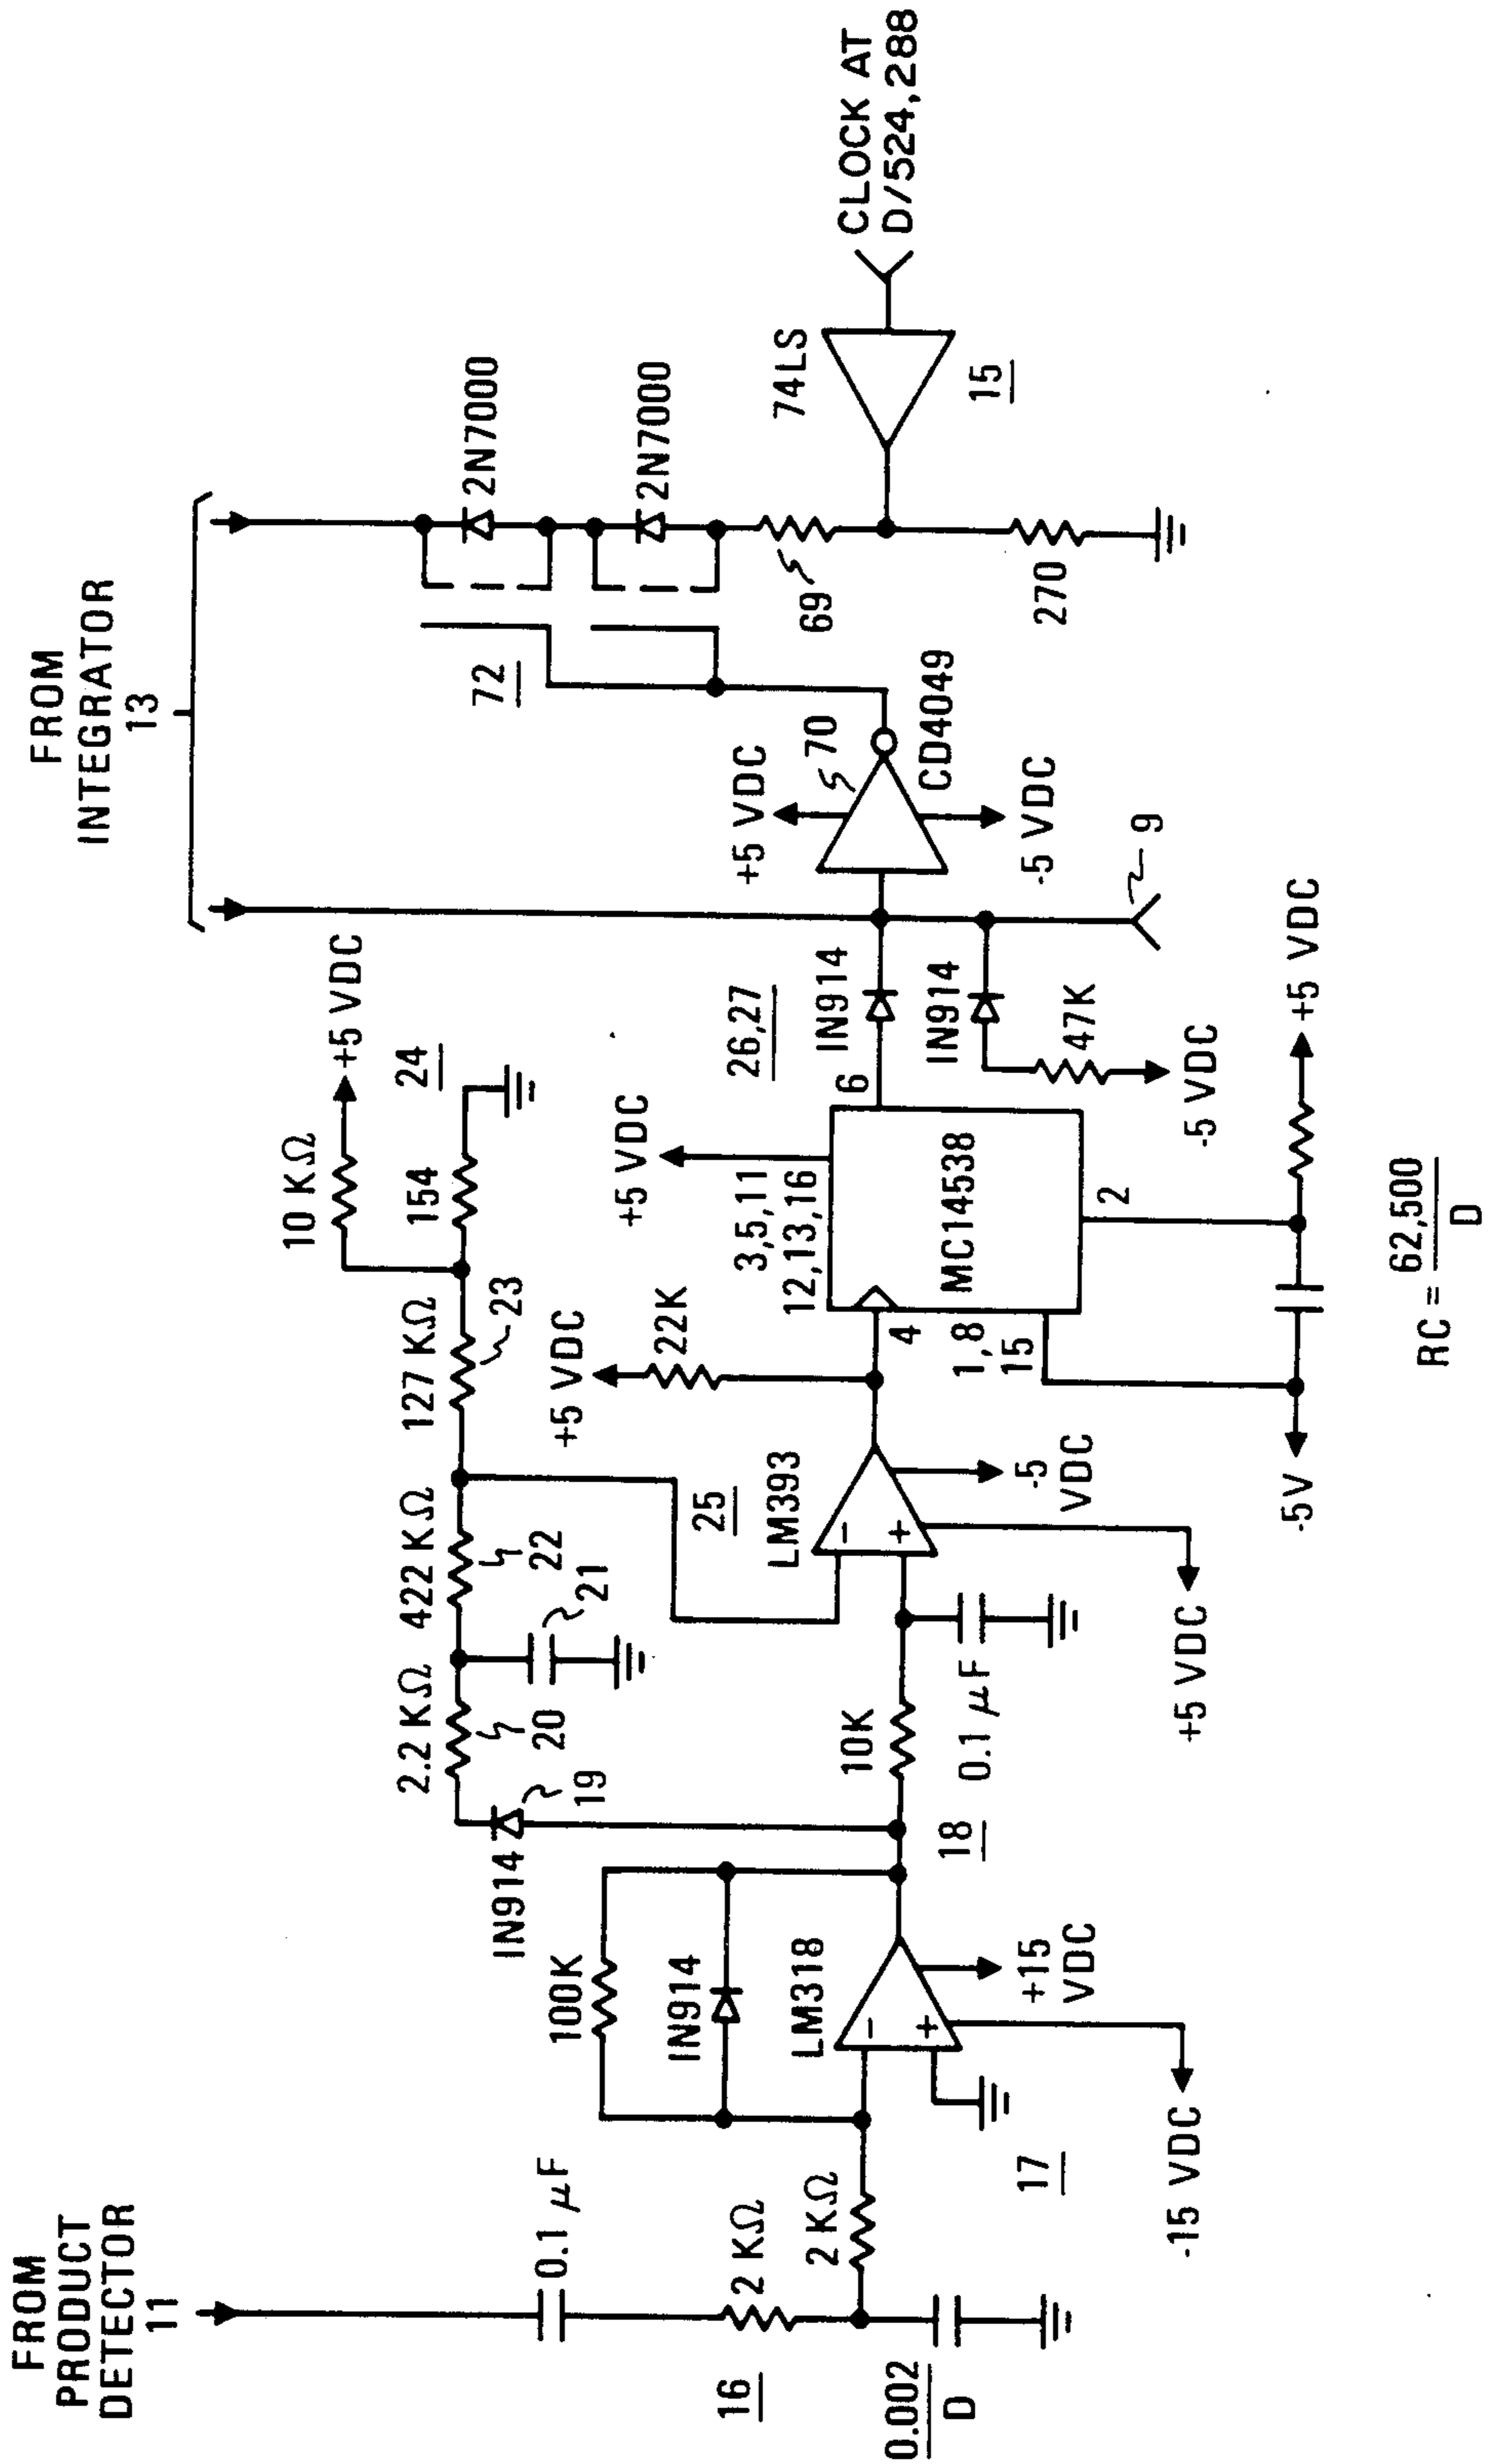 FROM
PRODUCT
DETECTOR
11
0.1 µF
16
2 KΩ
0.002
D
2 KΩ
17
100K
IN914
LM318
+15
VDC
-15 VDC
IN914
19
18
2.2 KΩ
20
21
422 KΩ
22
127 KΩ
23
10 KΩ
+5 VDC
154
24
10K
0.1 µF
25
LM393
-5
VDC
+5 VDC
+5 VDC
22K
4
1,8
15
+5 VDC
3,5,11
12,13,16
MC14538
2
6
-5V
+5 VDC
RC = 62,500
D
26,27
IN914
IN914
47K
-5 VDC
9
FROM
INTEGRATOR
13
+5 VDC
70
CD4049
-5 VDC
72
2N7000
2N7000
69
270
74LS
15
CLOCK AT
D/524,288